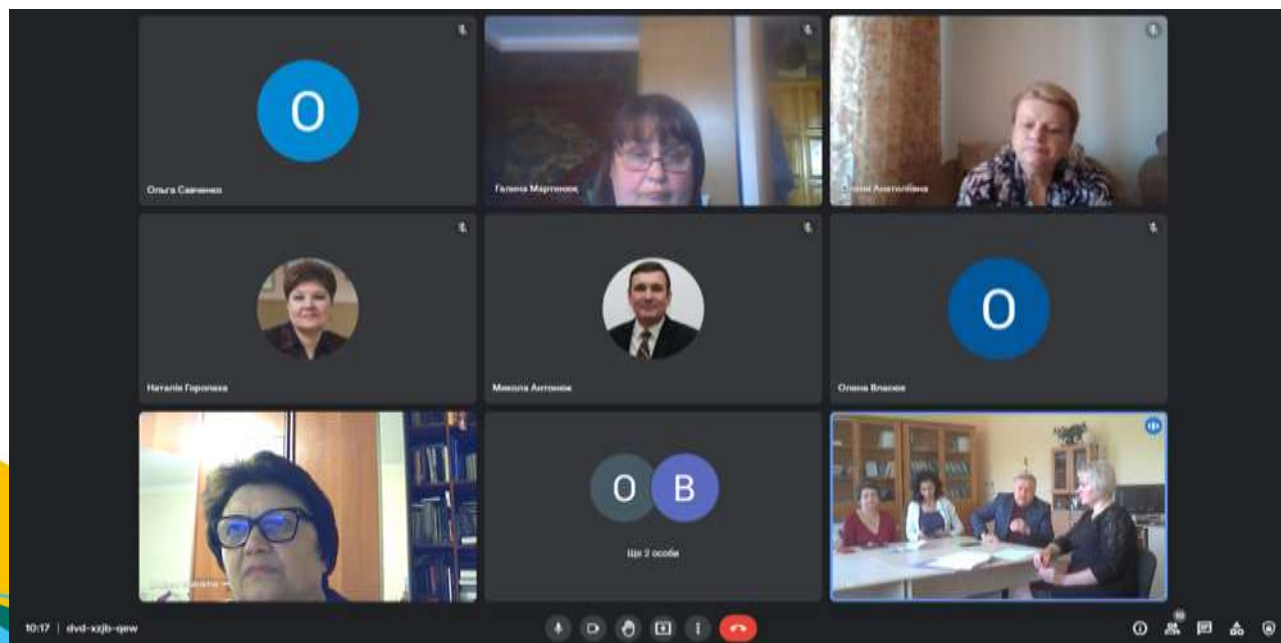 О
Ольга Савченко
Галина Мартинюк
Олена Анатоліївна
Наталія Горопаха
Микола Антонюк
О
Олена Власюк
О В
Ще 2 особи
10:17 | dvd-xzjb-qew
10